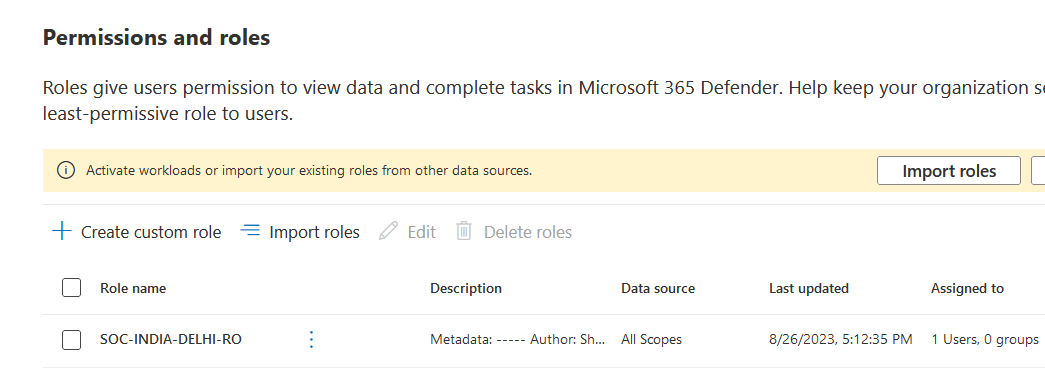 Permissions and roles
Roles give users permission to view data and complete tasks in Microsoft 365 Defender. Help keep your organization
least-permissive role to users.
Activate workloads or import your existing roles from other data sources. Import roles
Create custom role Import roles Edit Delete roles
Role name Description Data source Last updated Assigned to
SOC-INDIA-DELHI-RO Metadata: ----- Author: Sh... All Scopes 8/26/2023, 5:12:35 PM 1 Users, 0 groups